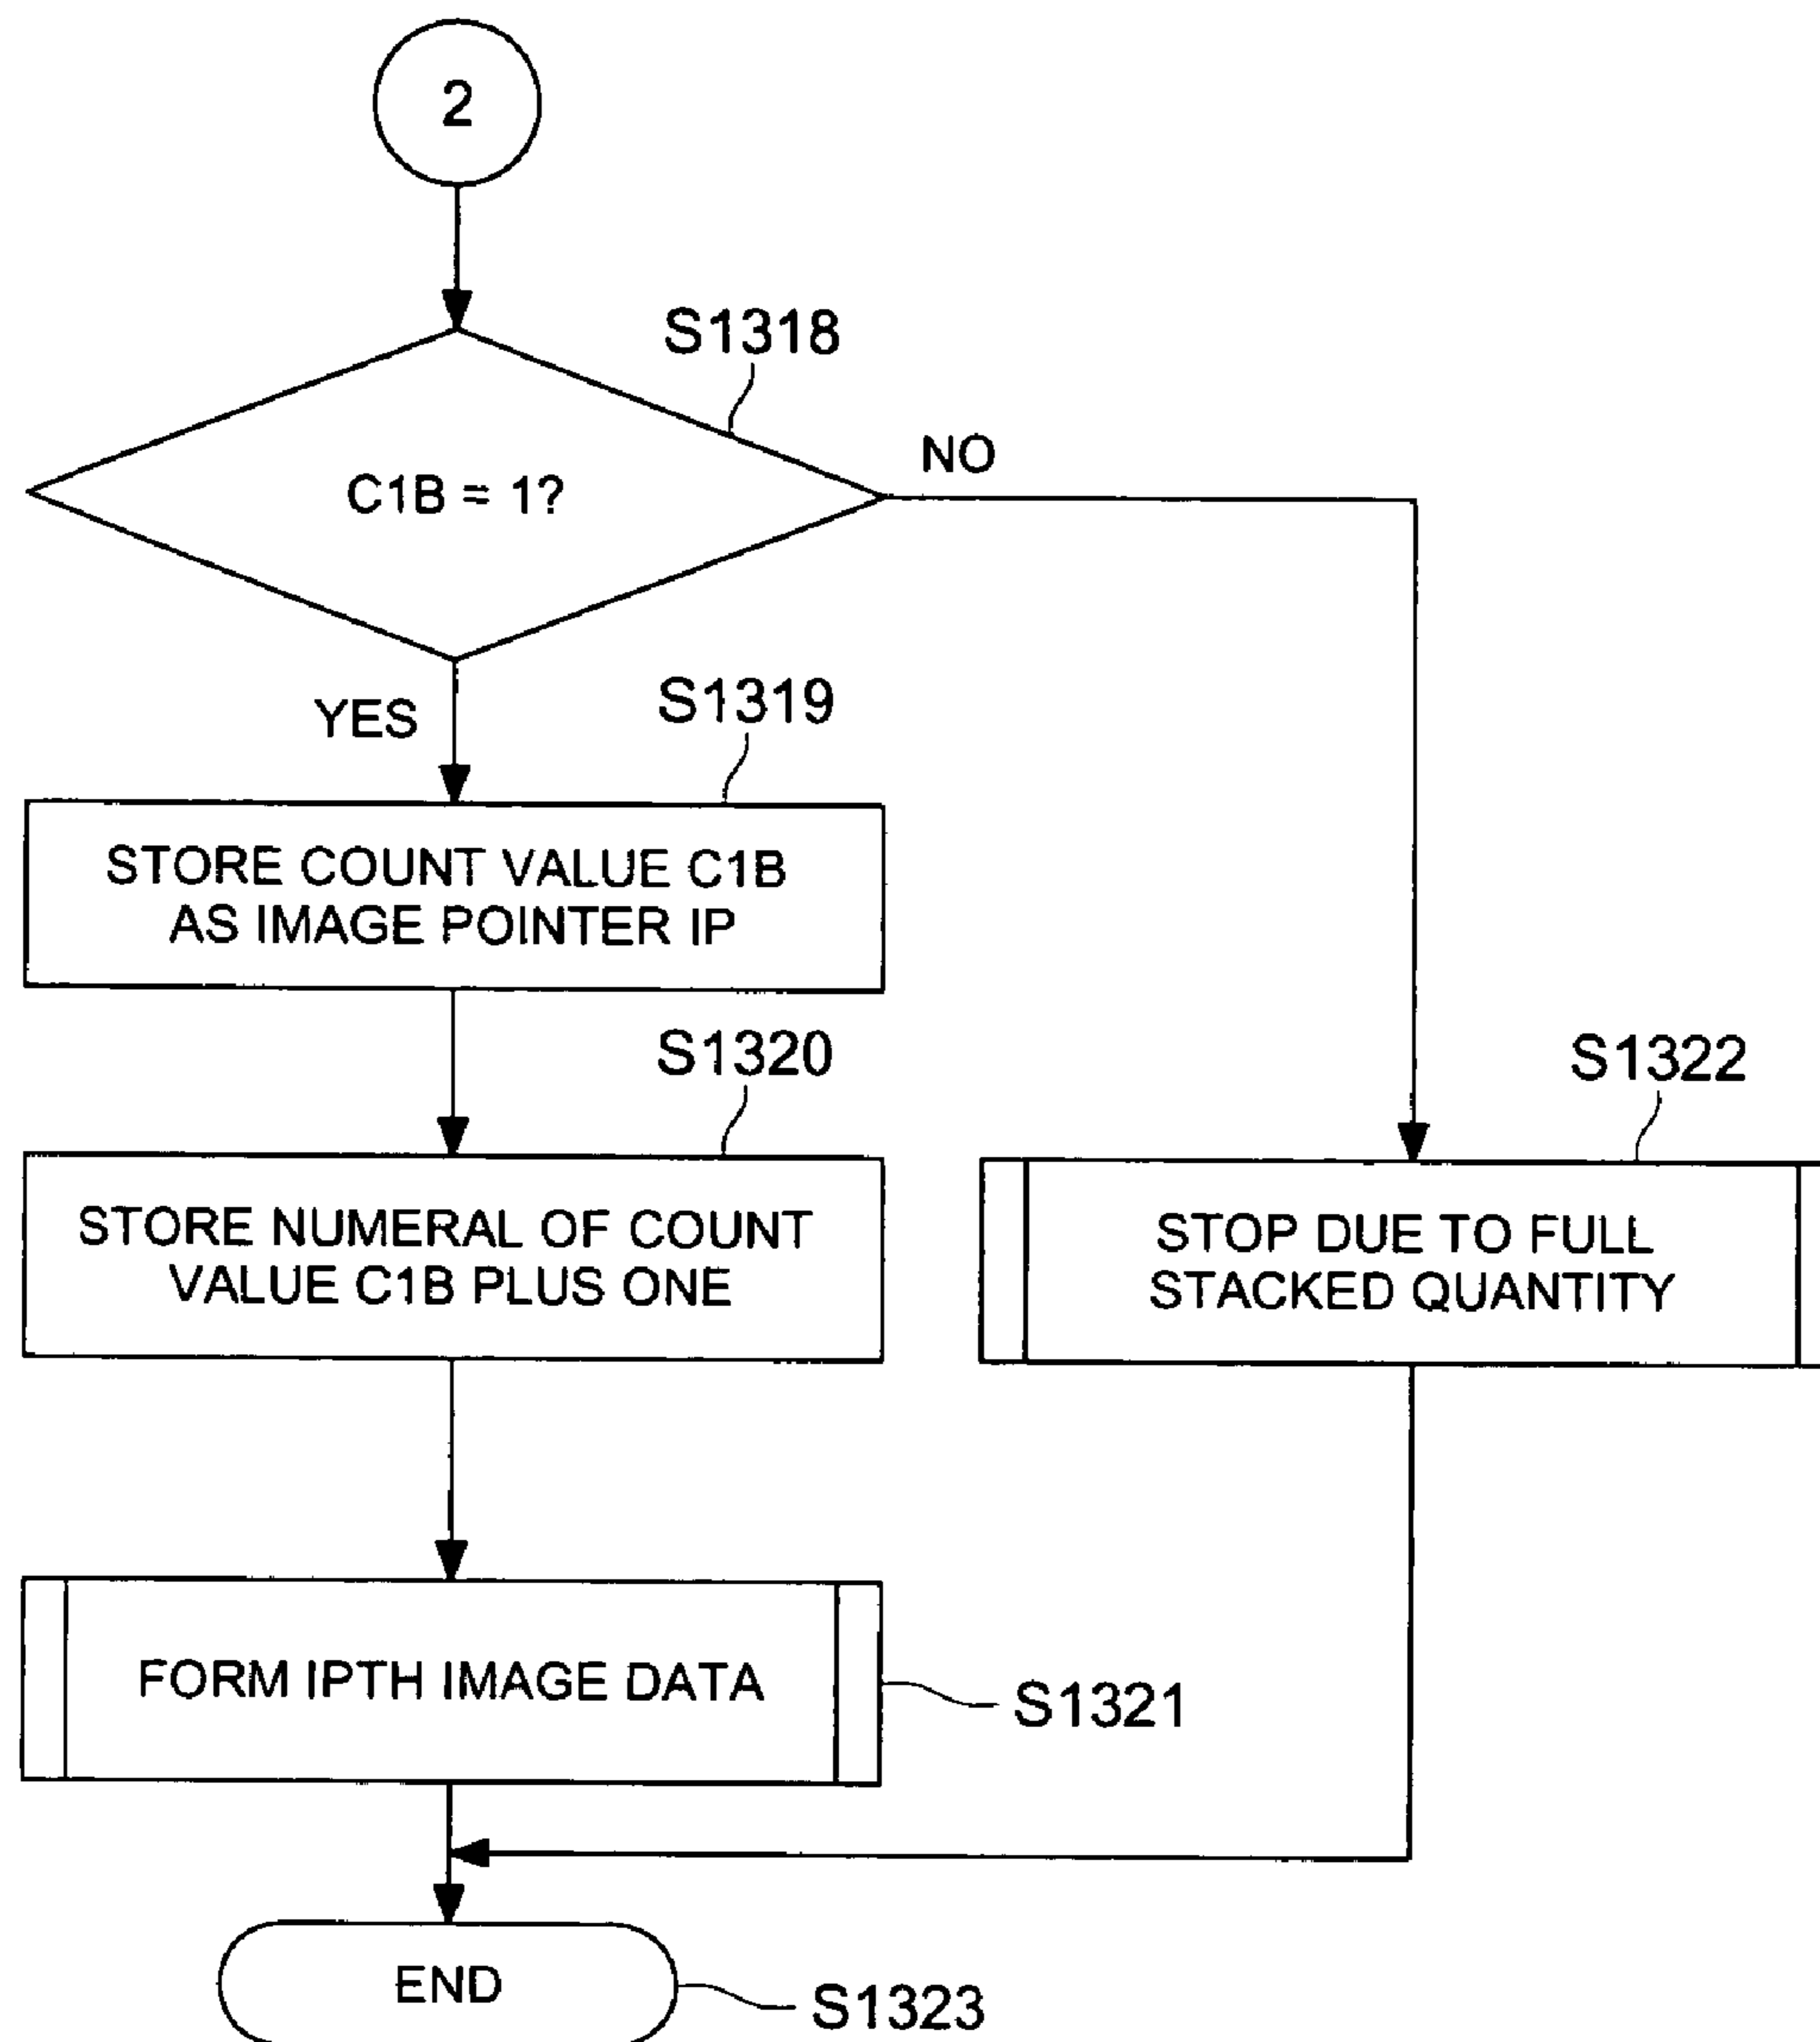 2
S1318
NO
C1B = 1?
YES
S1319
STORE COUNT VALUE C1B
AS IMAGE POINTER IP
S1320
STORE NUMERAL OF COUNT
VALUE C1B PLUS ONE
S1322
STOP DUE TO FULL
STACKED QUANTITY
FORM IPTH IMAGE DATA
S1321
END
S1323